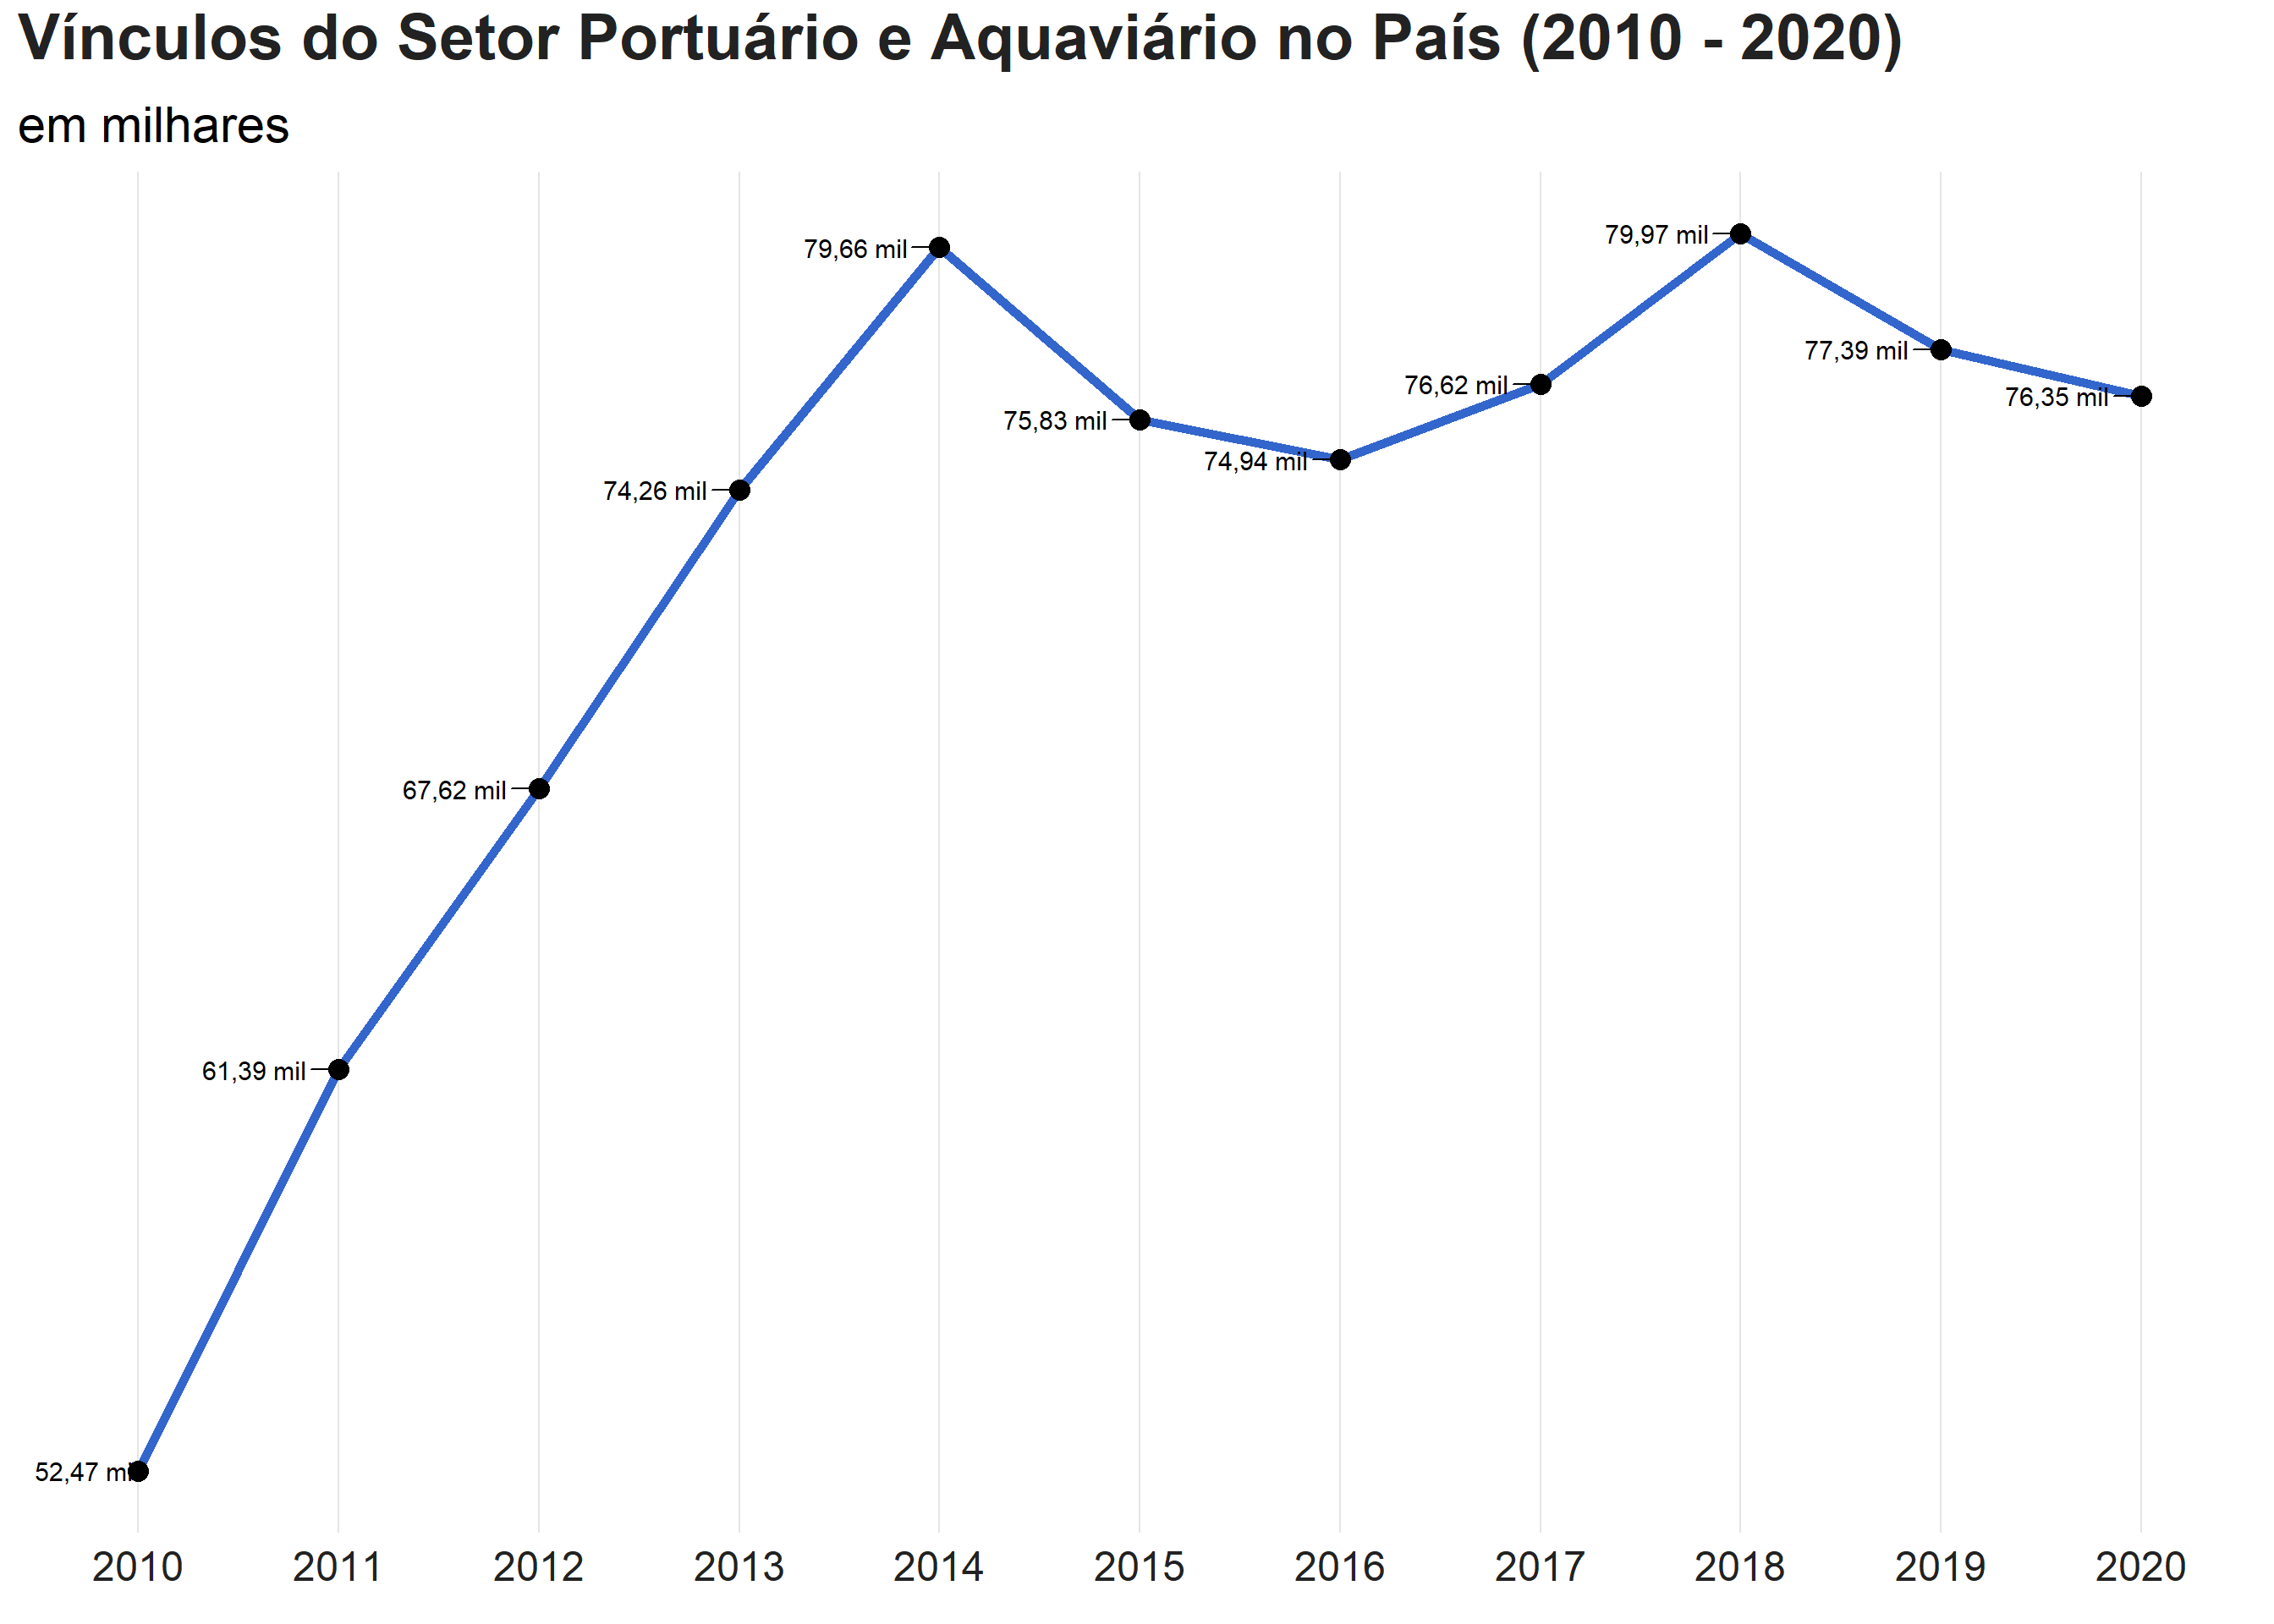 Vínculos do Setor Portuário e Aquaviário no País (2010 - 2020)
em milhares
79,97 mil
79,66 mil
77,39 mil
76,62 mil
76,35 mil
75,83 mil
74,94 mil
74,26 mil
67,62 mil
61,39 mil
52,47 mil
2010 2011 2012 2013 2014 2015 2016 2017 2018 2019 2020